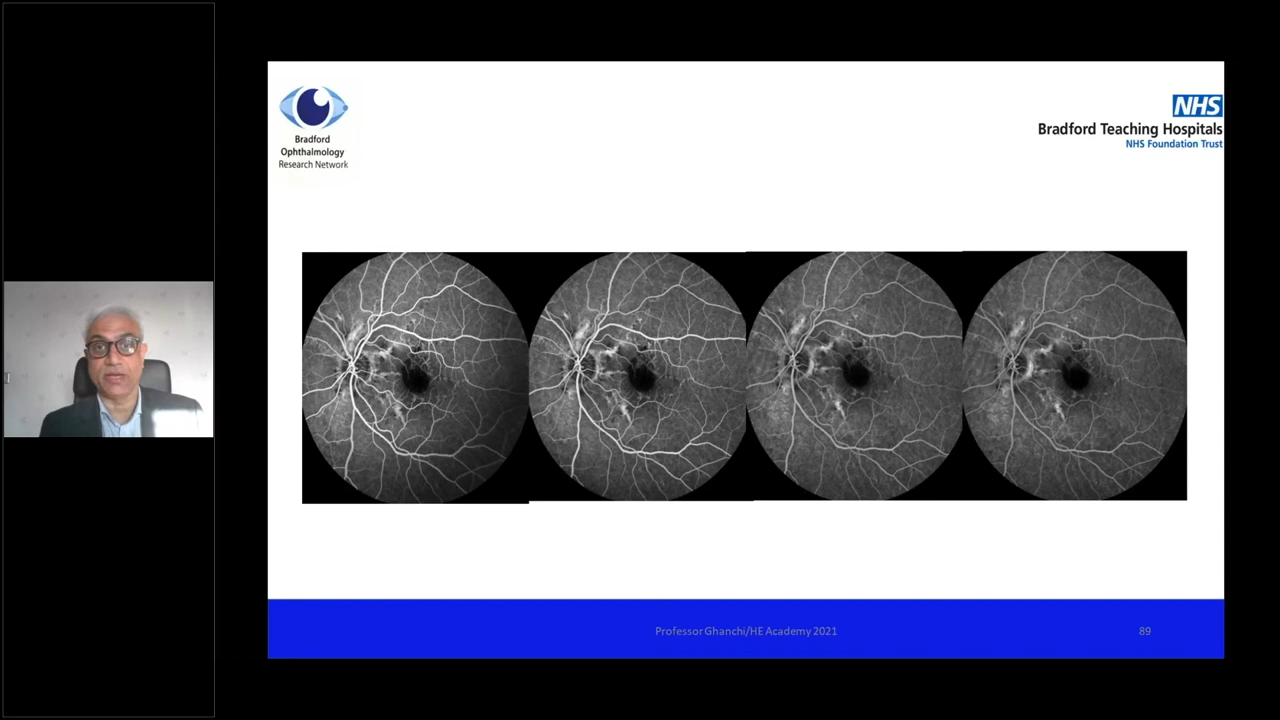 Bradford
Ophthalmology
Research Network
NHS
Bradford Teaching Hospitals
NHS Foundation Trust
Professor Ghanchi/HE Academy 2021
89